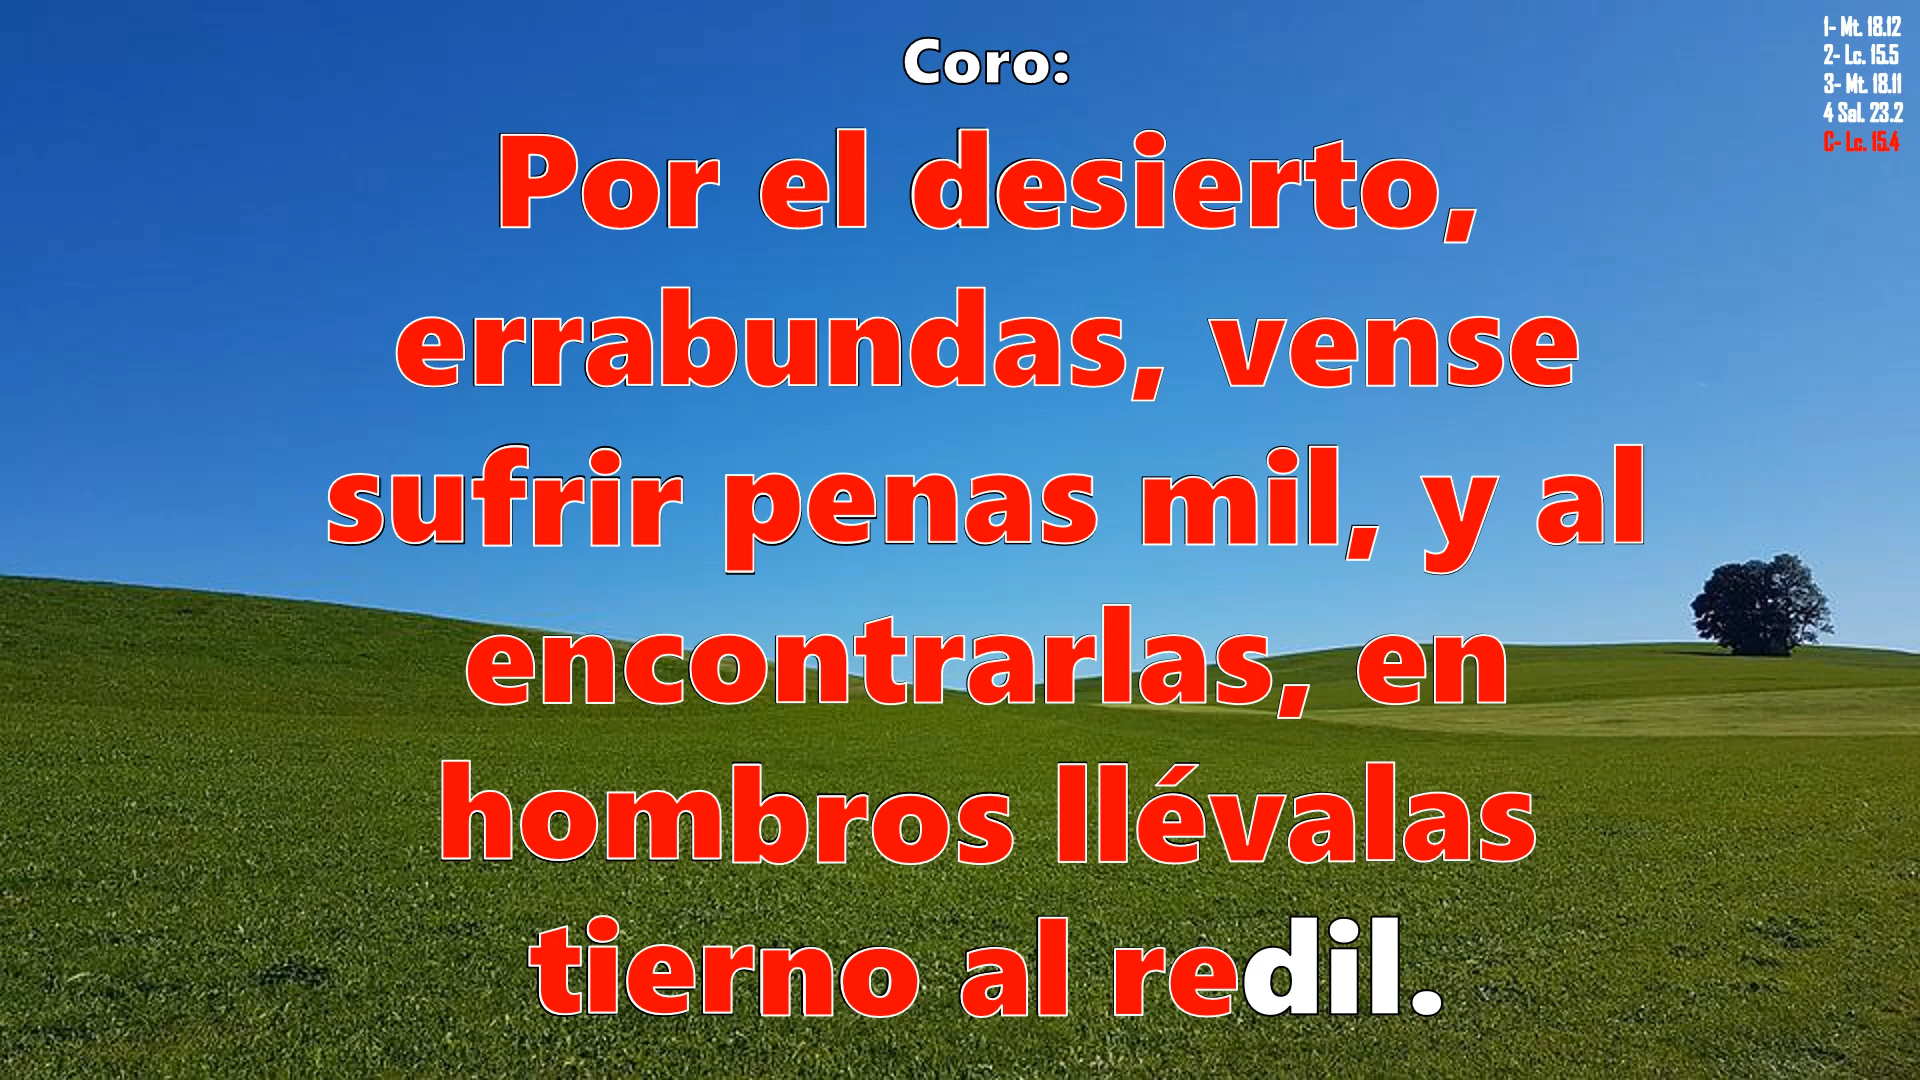 Coro:
Por el desierto,
errabundas, vense
sufrir penas mil, y al
encontrarlas, en
hombros llévalas
tierno al redil.
1- Mt. 18.12
2- Lc. 15.5
3- Mt. 18.11
4 Sal. 23.2
C- Lc. 15.4